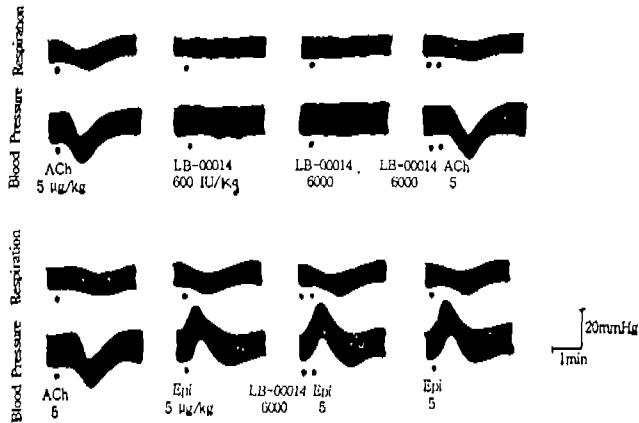 Respiration
Blood Pressure
ACh
5 μg/kg
LB-00014
600 IU/Kg
LB-00014
6000
LB-00014 ACh
6000 5
Respiration
Blood Pressure
ACh
5
Epi
5 μg/kg
LB-00014 Epi
6000 5
Epi
5
20mmHg
1min